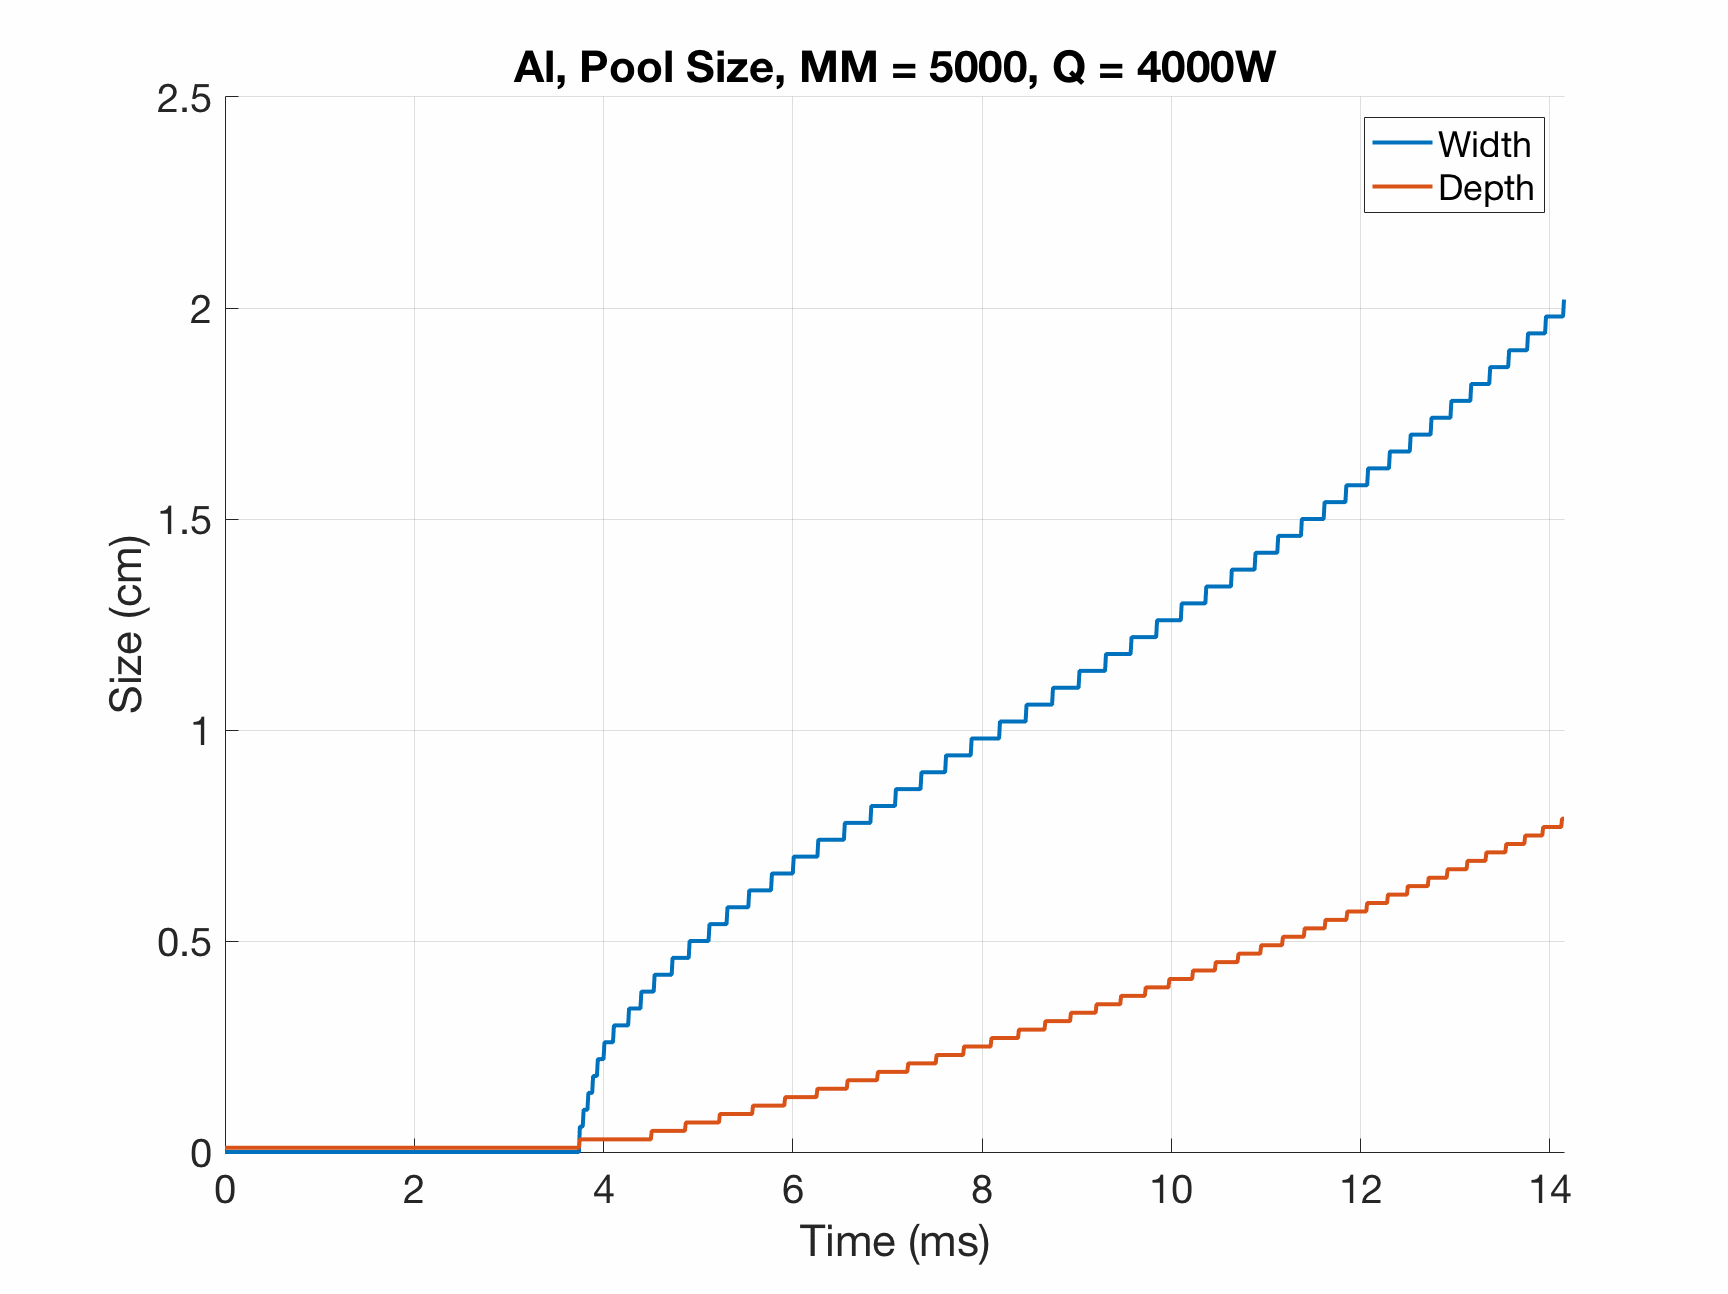 Al, Pool Size, MM = 5000, Q = 4000W
2.5
2
1.5
1
0.5
0
Size (cm)
Width
Depth
0 2 4 6 8 10 12 14
Time (ms)